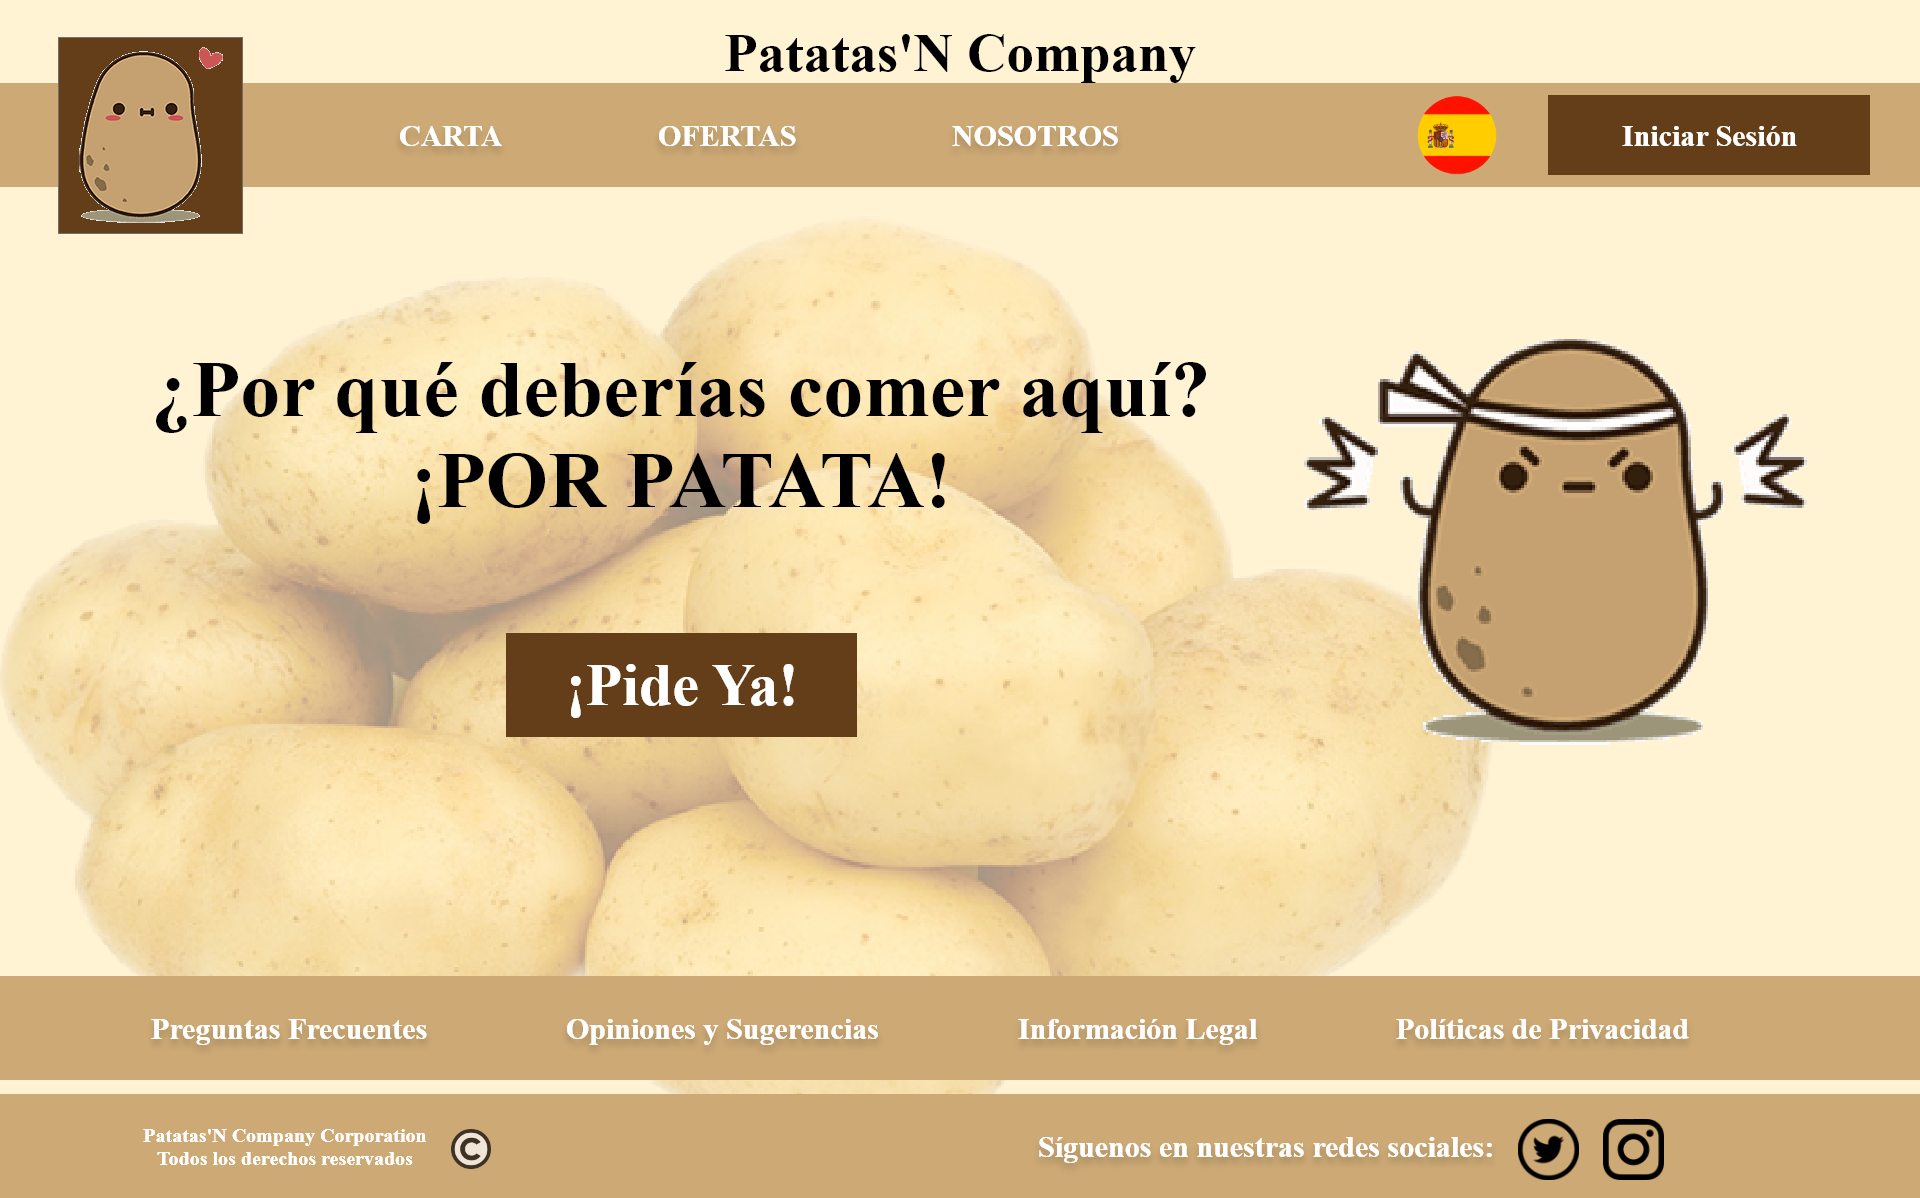 Patatas'N Company
CARTA
OFERTAS
NOSOTROS
Iniciar Sesión
¿Por qué deberías comer aquí?
¡POR PATATA!
¡Pide Ya!
Preguntas Frecuentes
Opiniones y Sugerencias
Información Legal
Políticas de Privacidad
Patatas'N Company Corporation
Todos los derechos reservados
©
Síguenos en nuestras redes sociales: